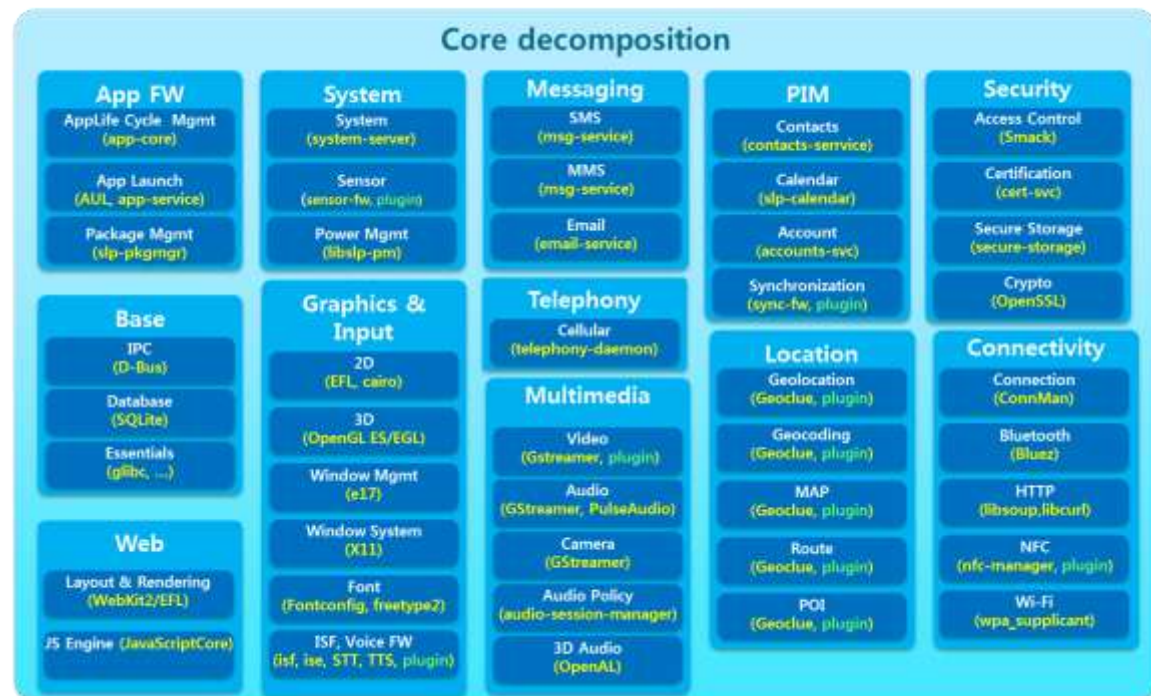 Core decomposition
App FW
AppLife Cycle Mgmt
(app-core)
App Launch
(AUL, app-service)
Package Mgmt
(slp-pkgmgr)
Base
IPC
(D-Bus)
Database
(SQLite)
Essentials
(glibc, ...)
Web
Layout & Rendering
(WebKit2/EFL)
JS Engine (JavaScriptCore)
System
System
(system-server)
Sensor
(sensor-fw, plugin)
Power Mgmt
(libslp-pm)
Graphics &
Input
2D
(EFL, cairo)
3D
(OpenGL ES/EGL)
Window Mgmt
(e17)
Window System
(X11)
Font
(Fontconfig, freetype2)
ISF, Voice FW
(isf, ise, STT, TTS, plugin)
Messaging
SMS
(msg-service)
MMS
(msg-service)
Email
(email-service)
Telephony
Cellular
(telephony-daemon)
Multimedia
Video
(Gstreamer, plugin)
Audio
(GStreamer, PulseAudio)
Camera
(GStreamer)
Audio Policy
(audio-session-manager)
3D Audio
(OpenAL)
PIM
Contacts
(contacts-serrvice)
Calendar
(slp-calendar)
Account
(accounts-svc)
Synchronization
(sync-fw, plugin)
Location
Geolocation
(Geoclue, plugin)
Geocoding
(Geoclue, plugin)
MAP
(Geoclue, plugin)
Route
(Geoclue, plugin)
POI
(Geoclue, plugin)
Security
Access Control
(Smack)
Certification
(cert-svc)
Secure Storage
(secure-storage)
Crypto
(OpenSSL)
Connectivity
Connection
(ConnMan)
Bluetooth
(Bluez)
HTTP
(libsoup,libcurl)
NFC
(nfc-manager, plugin)
Wi-Fi
(wpa_supplicant)